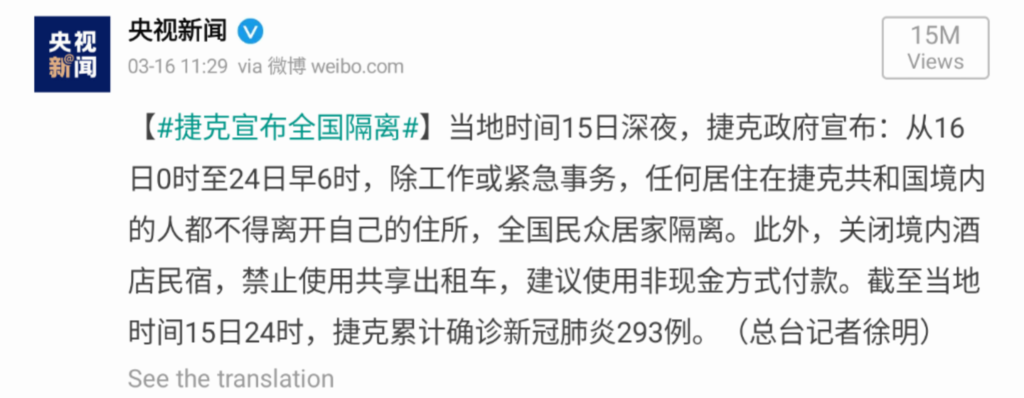 央视新闻
央视
新闻
03-16 11:29 via 微博 weibo.com
15M
Views
【#捷克宣布全国隔离#】当地时间15日深夜，捷克政府宣布：从16
日0时至24日早6时，除工作或紧急事务，任何居住在捷克共和国境内
的人都不得离开自己的住所，全国民众居家隔离。此外，关闭境内酒
店民宿，禁止使用共享出租车，建议使用非现金方式付款。截至当地
时间15日24时，捷克累计确诊新冠肺炎293例。（总台记者徐明）
See the translation